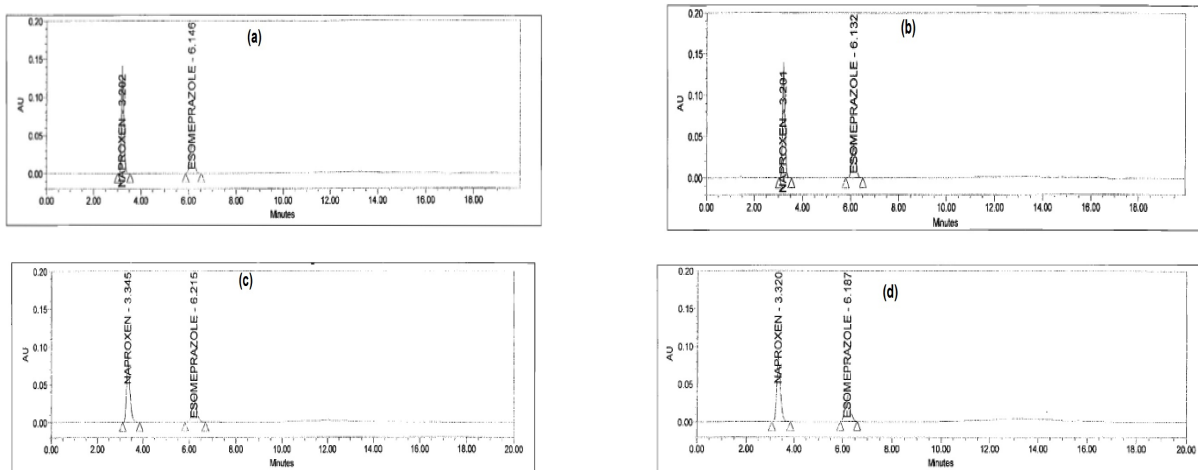 (a)
0.20
0.15
0.10
0.05
0.00
AU
NAPROXEN - 3.202
ESOMEPRAZOLE - 6.146
0.00 2.00 4.00 6.00 8.00 10.00 12.00 14.00 16.00 18.00
Minutes
(b)
0.20
0.15
0.10
0.05
0.00
AU
NAPROXEN - 3.201
ESOMEPRAZOLE - 6.132
0.00 2.00 4.00 6.00 8.00 10.00 12.00 14.00 16.00 18.00
Minutes
(c)
0.20
0.15
0.10
0.05
0.00
AU
NAPROXEN - 3.345
ESOMEPRAZOLE - 6.215
0.00 2.00 4.00 6.00 8.00 10.00 12.00 14.00 16.00 18.00 20.00
Minutes
(d)
0.20
0.15
0.10
0.05
0.00
AU
NAPROXEN - 3.320
ESOMEPRAZOLE - 6.187
0.00 2.00 4.00 6.00 8.00 10.00 12.00 14.00 16.00 18.00 20.00
Minutes